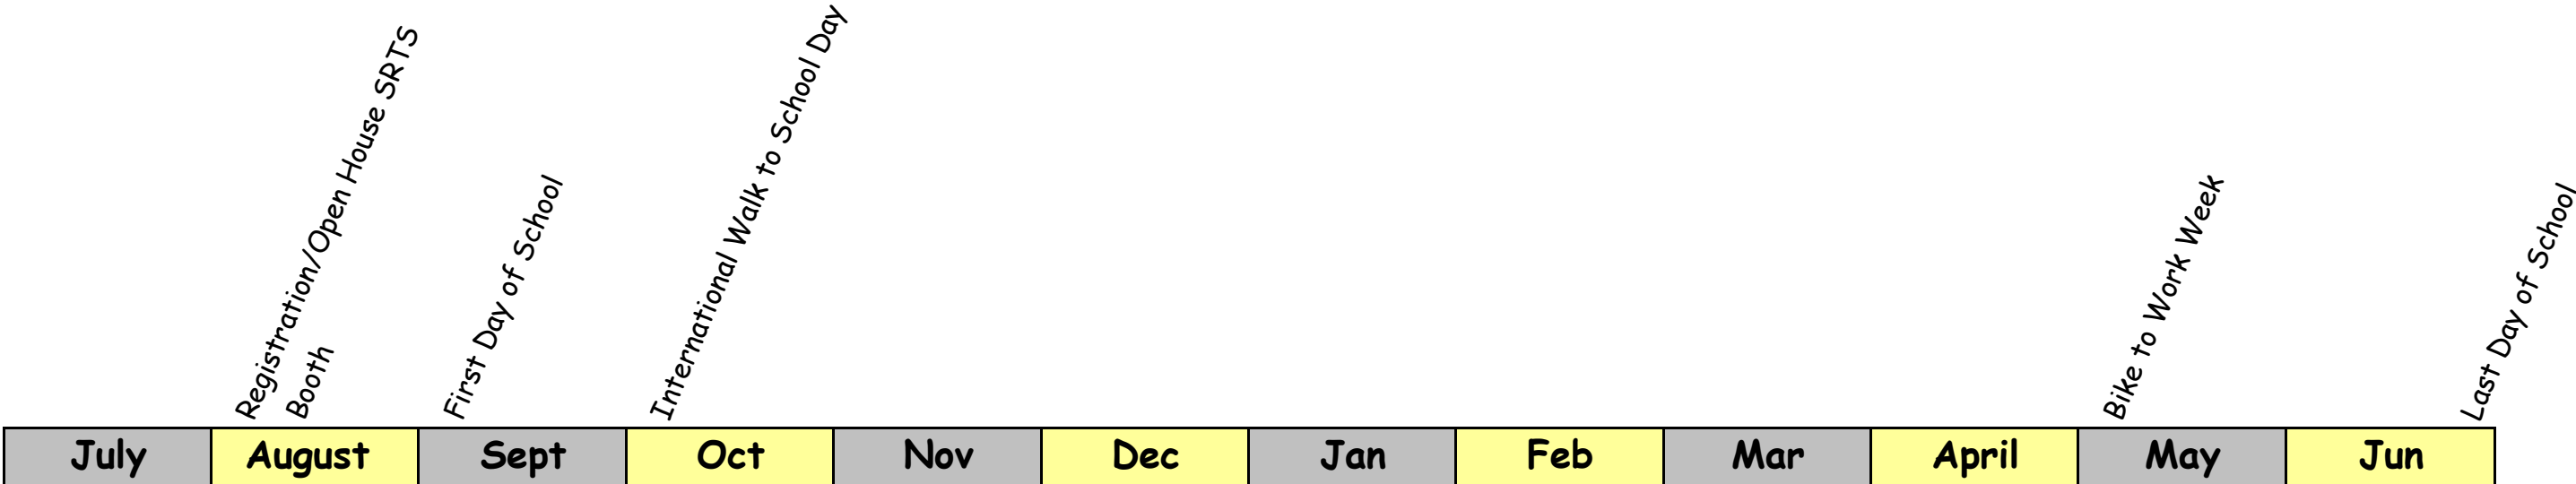 Registration/Open House SRTS
Booth
First Day of School
International Walk to School Day
Bike to Work Week
Last Day of School
July
August
Sept
Oct
Nov
Dec
Jan
Feb
Mar
April
May
Jun